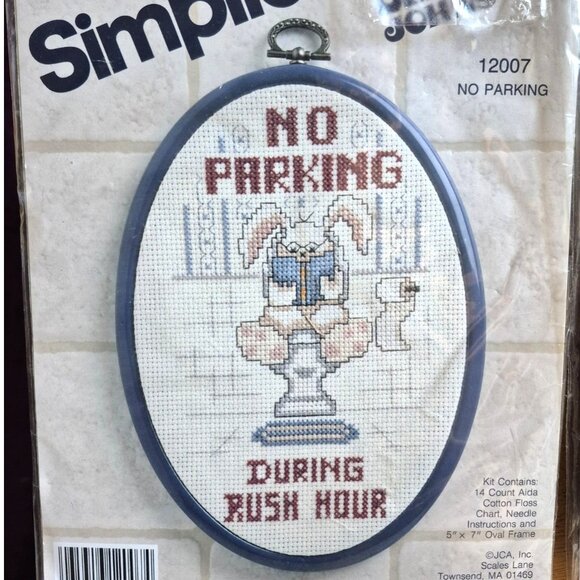 12007
NO PARKING
NO
PARKING
DURING
RUSH HOUR
Kit Contains:
14 Count Aida
Cotton Floss
Chart, Needle
Instructions and
5" x 7" Oval Frame
©JCA, Inc.
Scales Lane
Townsend, MA 01469